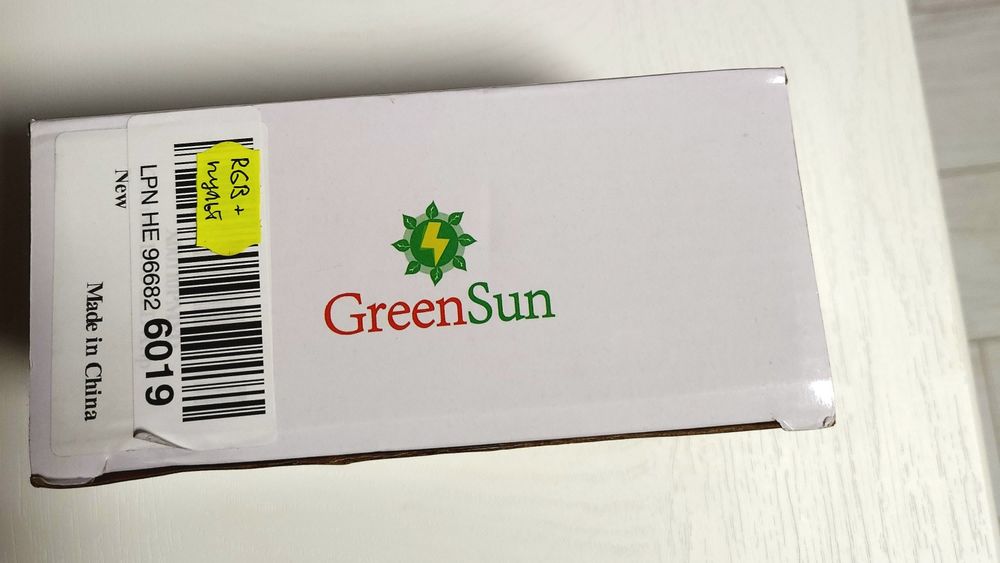 GreenSun
RGB +
пульт
LPN HE 96682 6019
New
Made in China